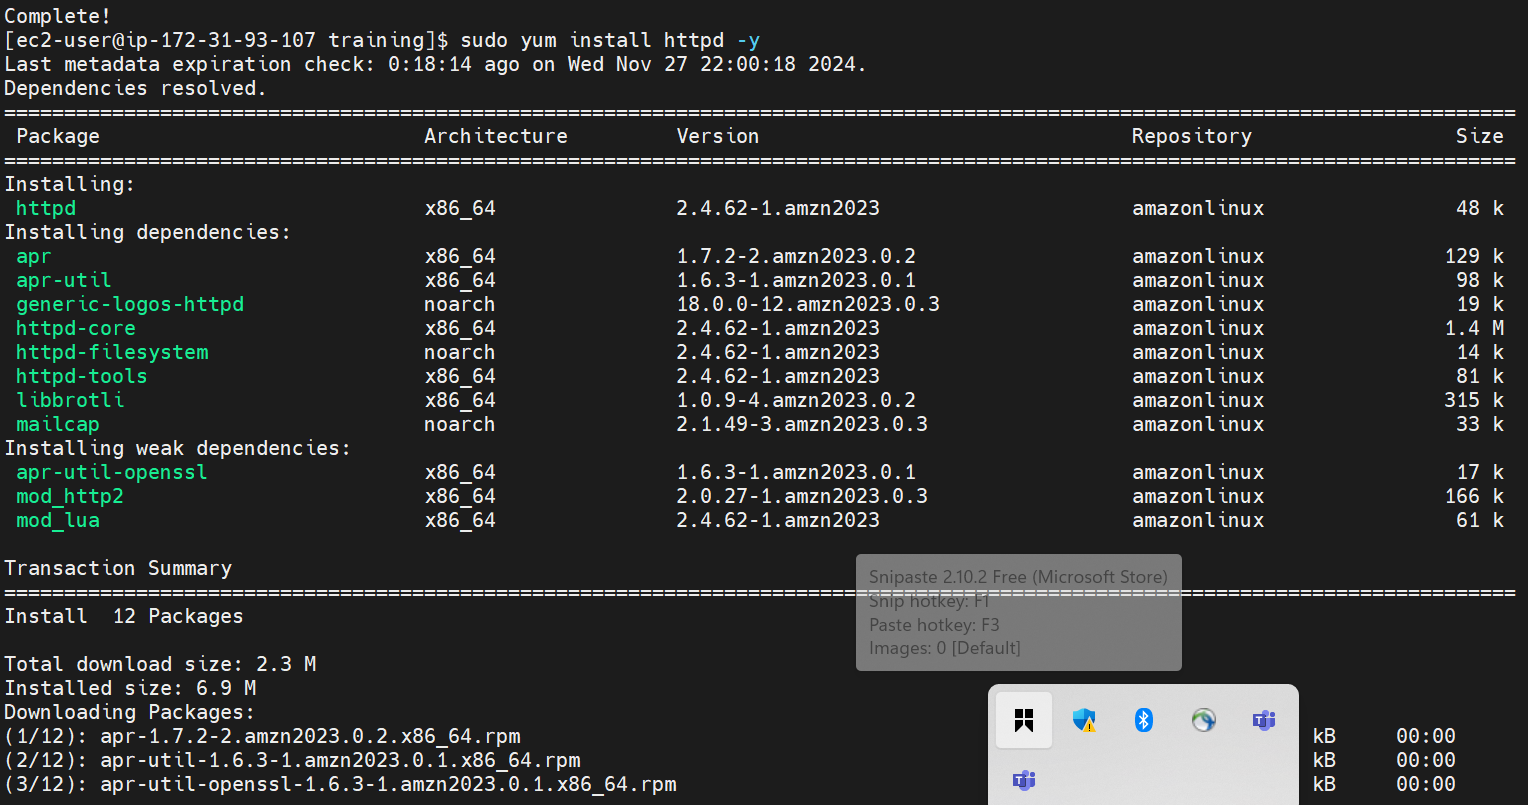 Complete!
[ec2-user@ip-172-31-93-107 training]$ sudo yum install httpd -y
Last metadata expiration check: 0:18:14 ago on Wed Nov 27 22:00:18 2024.
Dependencies resolved.
Package Architecture Version Repository Size
Installing:
httpd x86_64 2.4.62-1.amzn2023 amazonlinux 48 k
Installing dependencies:
apr x86_64 1.7.2-2.amzn2023.0.2 amazonlinux 129 k
apr-util x86_64 1.6.3-1.amzn2023.0.1 amazonlinux 98 k
generic-logos-httpd noarch 18.0.0-12.amzn2023.0.3 amazonlinux 19 k
httpd-core x86_64 2.4.62-1.amzn2023 amazonlinux 1.4 M
httpd-filesystem noarch 2.4.62-1.amzn2023 amazonlinux 14 k
httpd-tools x86_64 2.4.62-1.amzn2023 amazonlinux 81 k
libbrotli x86_64 1.0.9-4.amzn2023.0.2 amazonlinux 315 k
mailcap noarch 2.1.49-3.amzn2023.0.3 amazonlinux 33 k
Installing weak dependencies:
apr-util-openssl x86_64 1.6.3-1.amzn2023.0.1 amazonlinux 17 k
mod_http2 x86_64 2.0.27-1.amzn2023.0.3 amazonlinux 166 k
mod_lua x86_64 2.4.62-1.amzn2023 amazonlinux 61 k
Transaction Summary
Install 12 Packages
Total download size: 2.3 M
Installed size: 6.9 M
Downloading Packages:
(1/12): apr-1.7.2-2.amzn2023.0.2.x86_64.rpm kB 00:00
(2/12): apr-util-1.6.3-1.amzn2023.0.1.x86_64.rpm kB 00:00
(3/12): apr-util-openssl-1.6.3-1.amzn2023.0.1.x86_64.rpm kB 00:00
Snipaste 2.10.2 Free (Microsoft Store)
Snip hotkey: F1
Paste hotkey: F3
Images: 0 [Default]